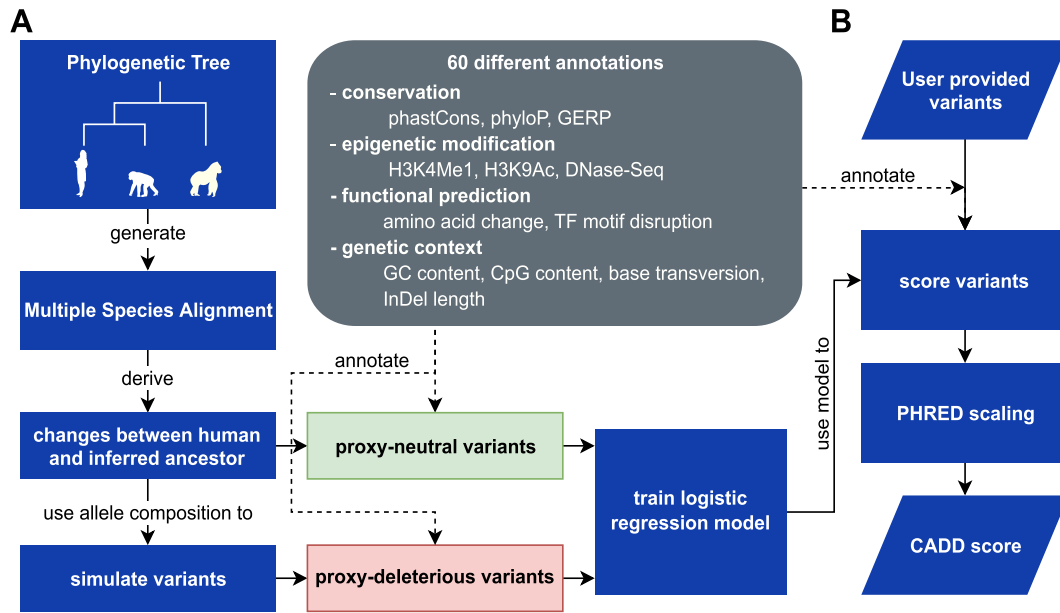 A
Phylogenetic Tree
generate
Multiple Species Alignment
derive
changes between human
and inferred ancestor
use allele composition to
simulate variants
60 different annotations
- conservation
phastCons, phyloP, GERP
- epigenetic modification
H3K4Me1, H3K9Ac, DNase-Seq
- functional prediction
amino acid change, TF motif disruption
- genetic context
GC content, CpG content, base transversion,
InDel length
annotate
proxy-neutral variants
proxy-deleterious variants
train logistic
regression model
use model to
B
User provided
variants
annotate
score variants
PHRED scaling
CADD score